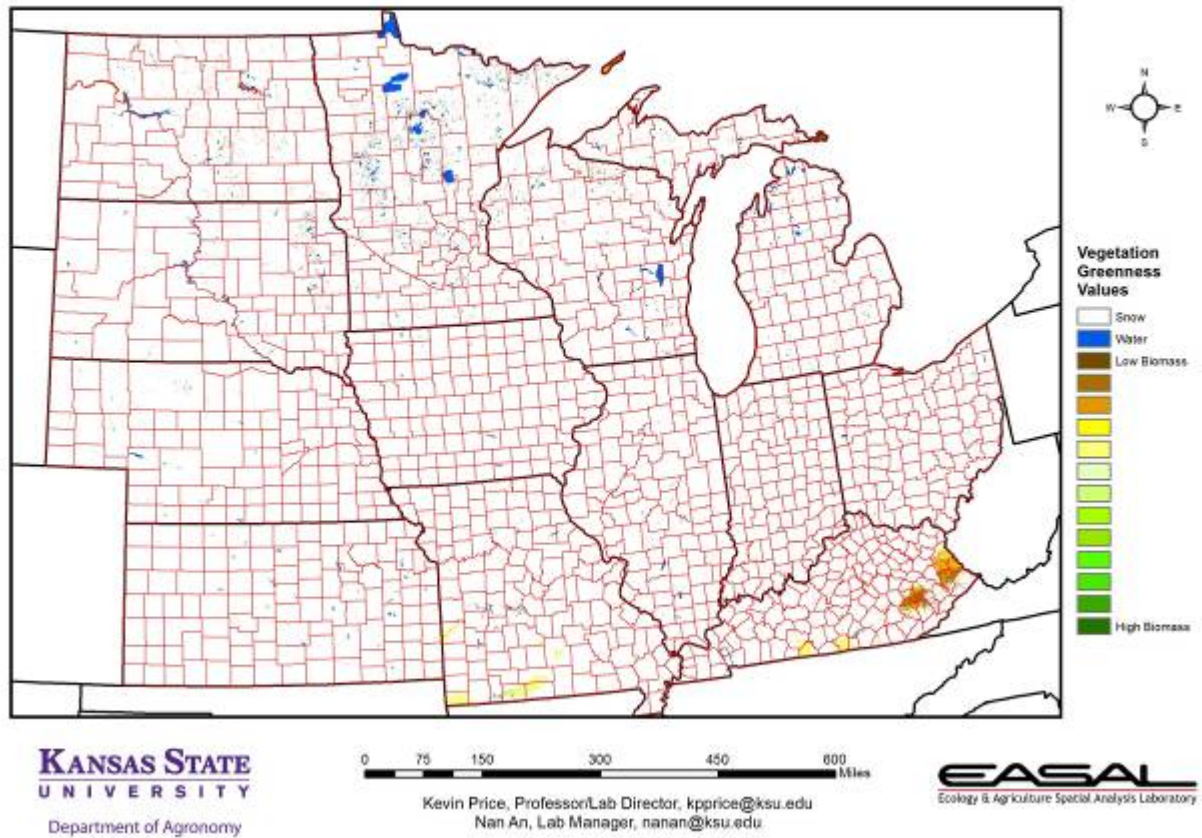 N
W
E
S
Vegetation
Greenness
Values
Snow
Water
Low Biomass
High Biomass
KANSAS STATE
UNIVERSITY
Department of Agronomy
0 75 150 300 450 600
Miles
Kevin Price, Professor/Lab Director, kpprice@ksu.edu
Nan An, Lab Manager, nanan@ksu.edu
EASAL
Ecology & Agriculture Spatial Analysis Laboratory